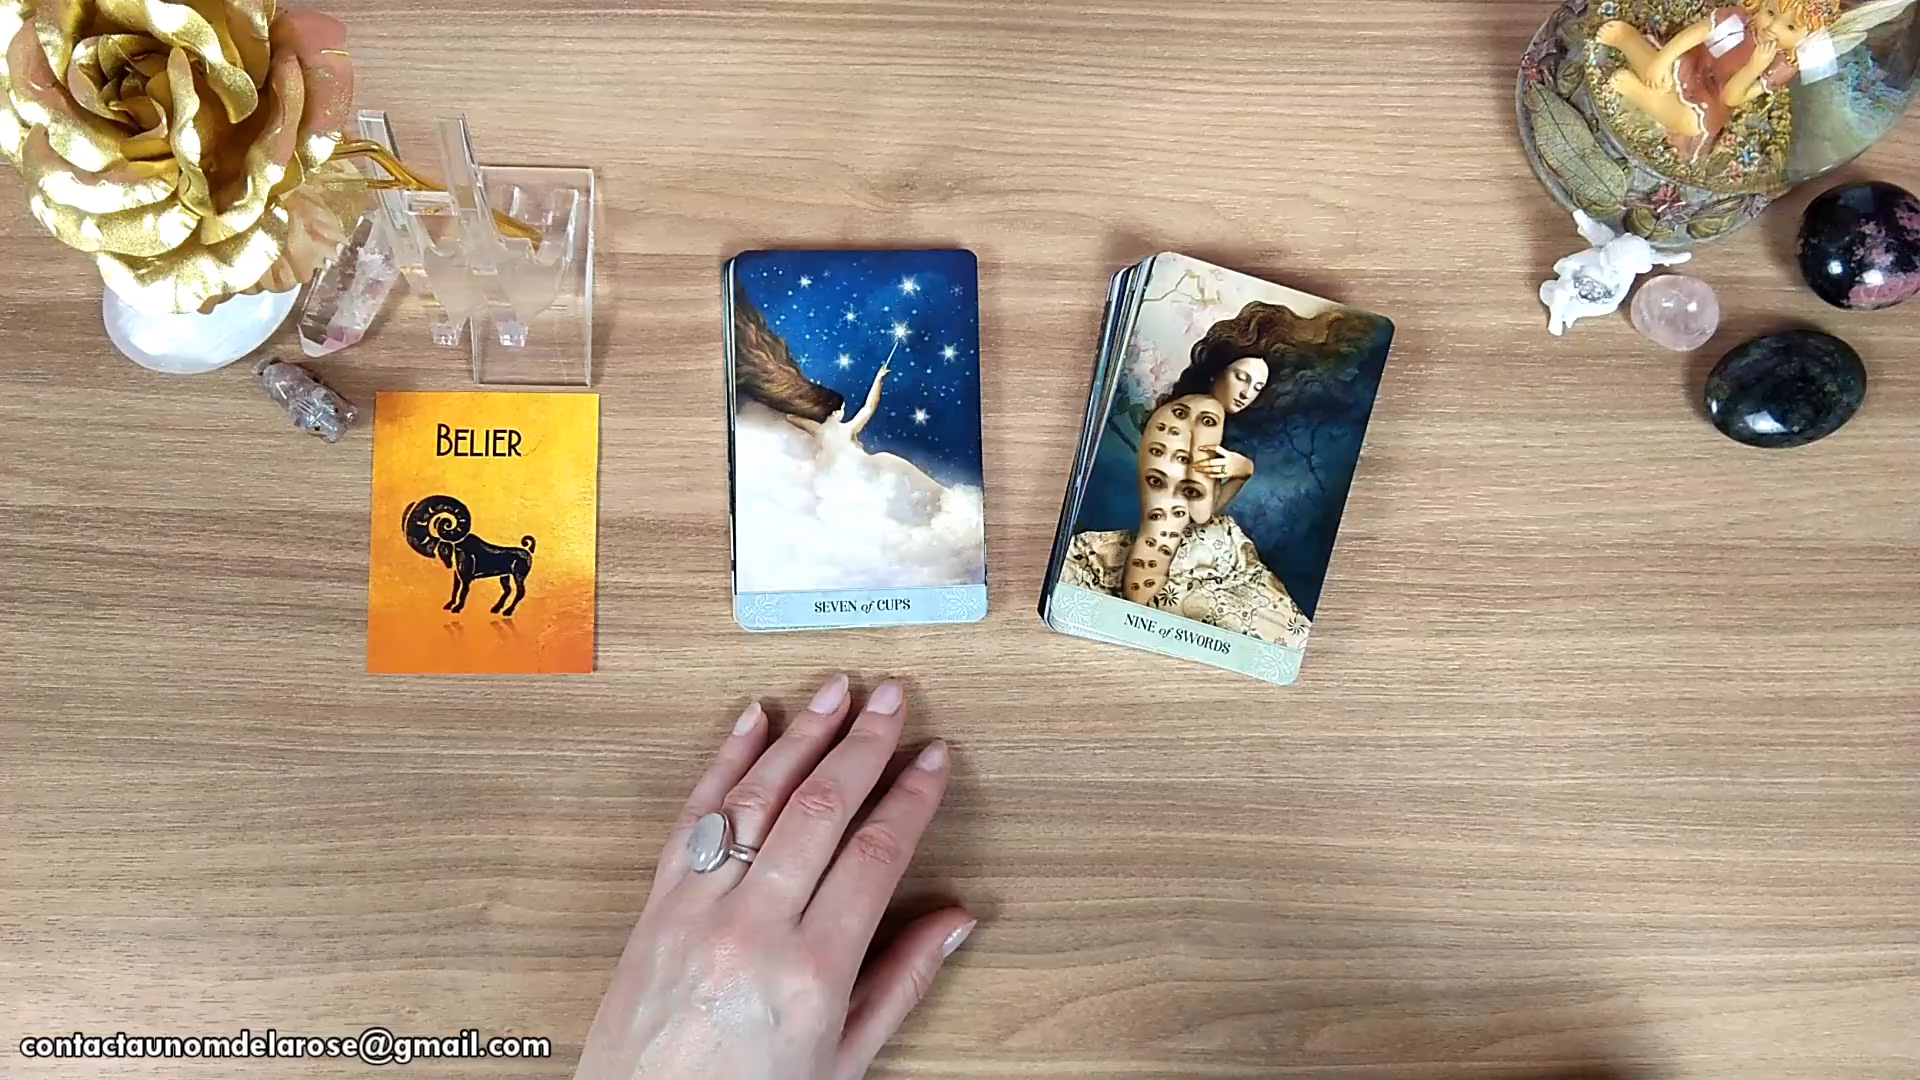 BELIER
SEVEN of CUPS
NINE of SWORDS
contactaunomdelarose@gmail.com